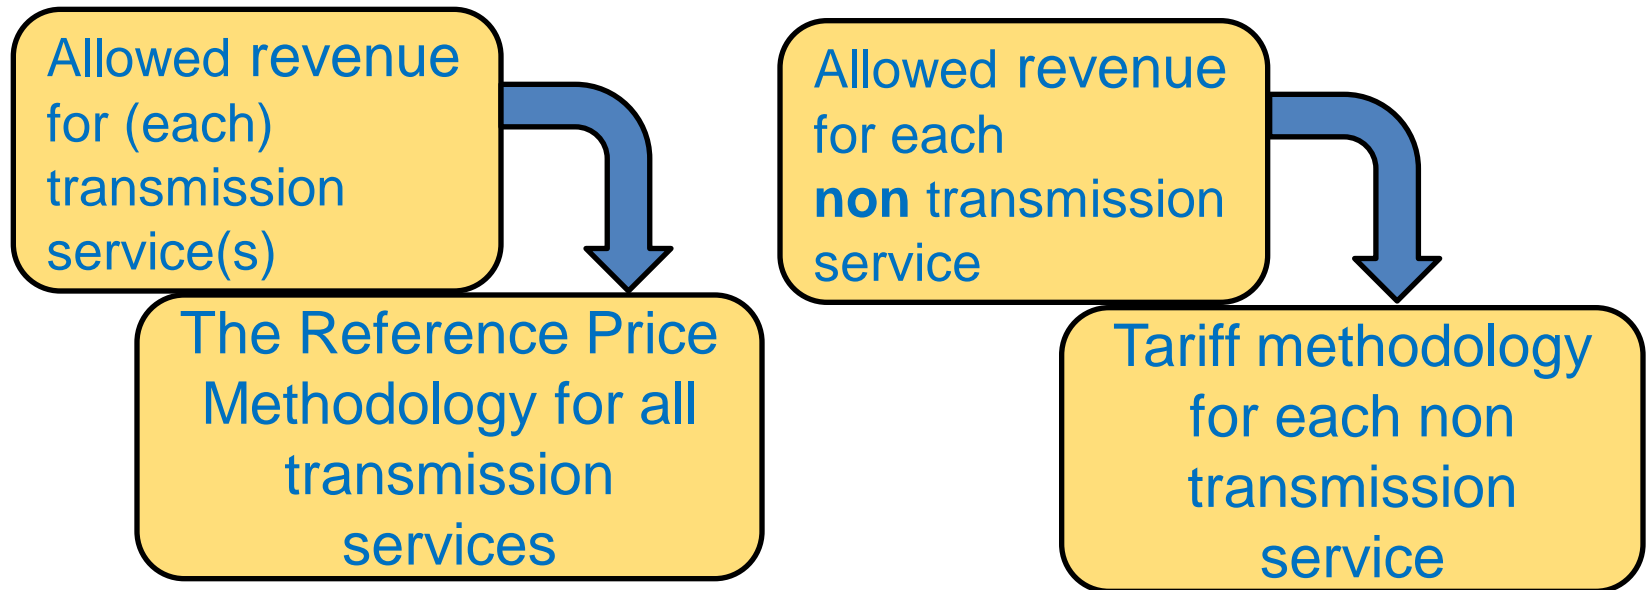 Allowed revenue
for (each)
transmission
service(s)
The Reference Price
Methodology for all
transmission
services
Allowed revenue
for each
non transmission
service
Tariff methodology
for each non
transmission
service